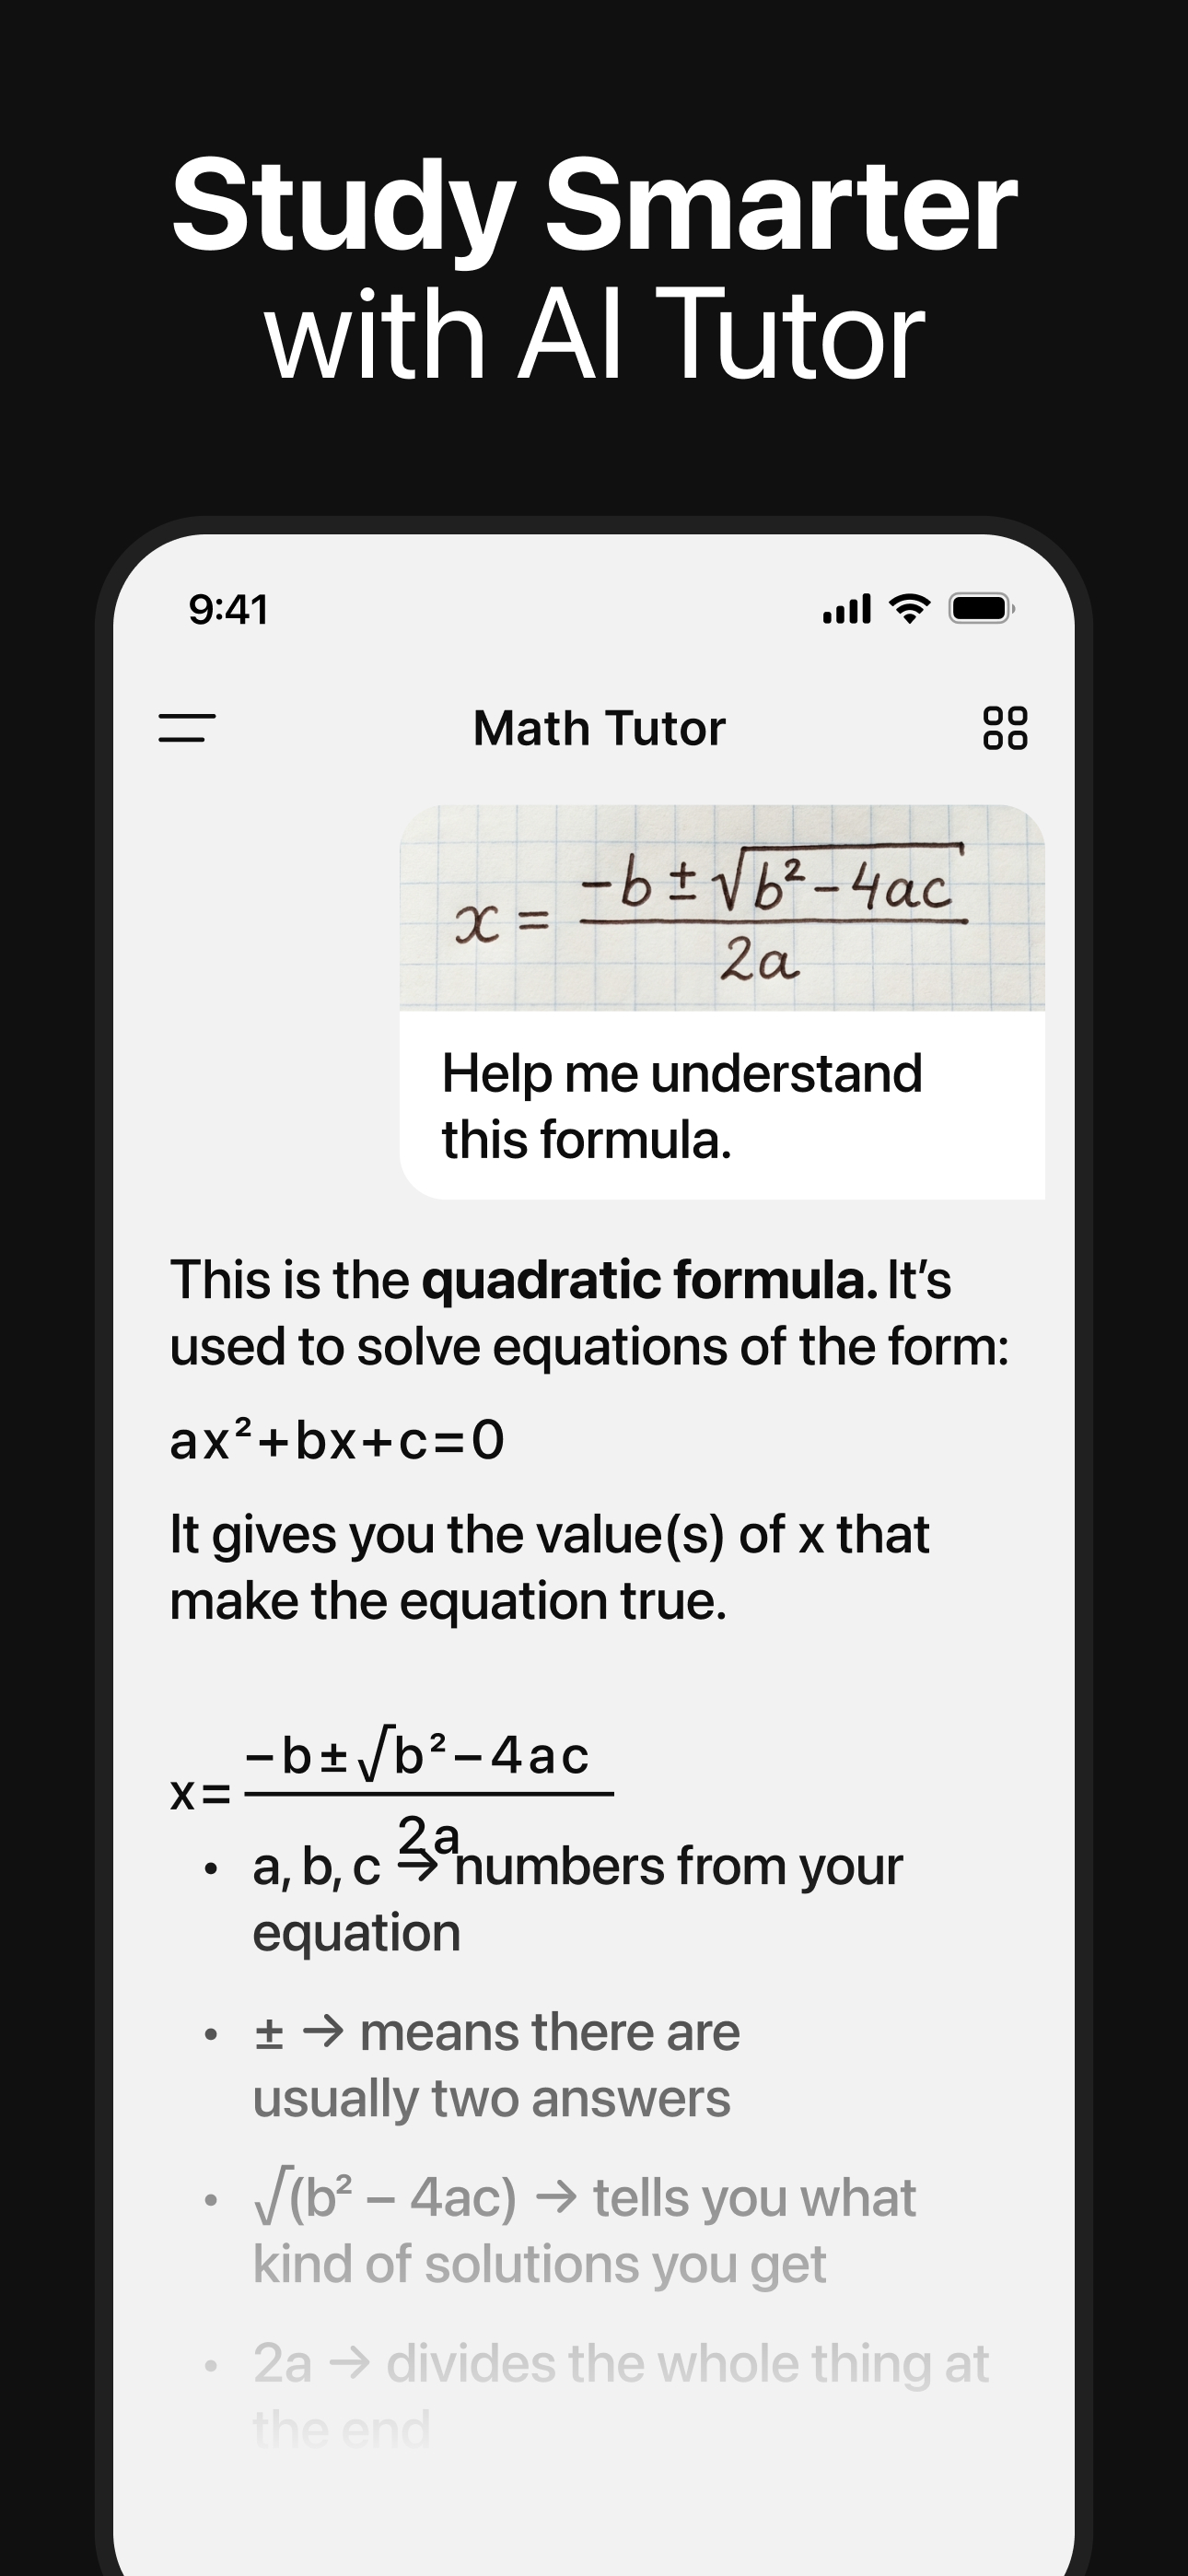 Study Smarter
with AI Tutor
9:41
Math Tutor
x = -b ± √b² - 4ac
2a
Help me understand
this formula.
This is the quadratic formula. It’s
used to solve equations of the form:
ax²+bx+c=0
It gives you the value(s) of x that
make the equation true.
x= −b±√b²−4ac
2a
• a, b, c → numbers from your
equation
• ± → means there are
usually two answers
• √(b² – 4ac) → tells you what
kind of solutions you get
• 2a → divides the whole thing at
the end